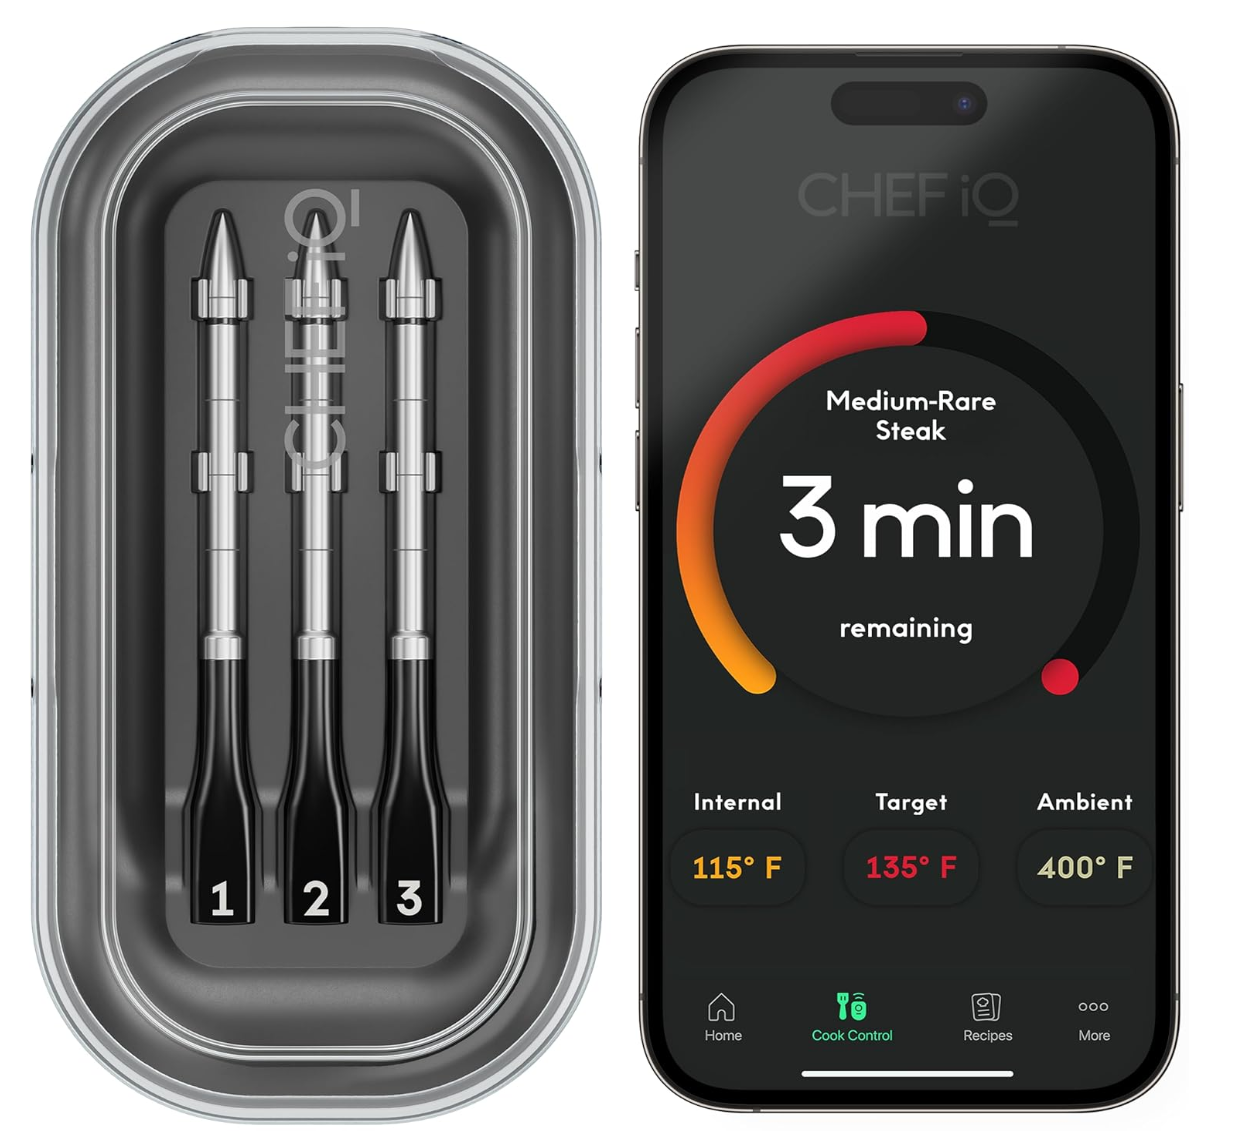 CHEF iQ
1
2
3
CHEF iQ
Medium-Rare
Steak
3 min
remaining
Internal
Target
Ambient
115° F
135° F
400° F
Home
Cook Control
Recipes
More